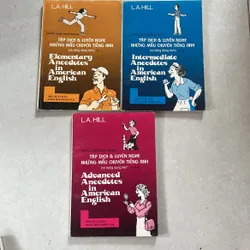 L.A. HILL
TẬP DỊCH & LUYỆN NGHE
NHỮNG MẨU CHUYỆN TIẾNG ANH
Elementary
Anecdotes
in
American
English
L.A. HILL
TẬP DỊCH & LUYỆN NGHE
NHỮNG MẨU CHUYỆN TIẾNG ANH
Intermediate
Anecdotes
in
American
English
L.A. HILL
TẬP DỊCH & LUYỆN NGHE
NHỮNG MẨU CHUYỆN TIẾNG ANH
Advanced
Anecdotes
in
American
English